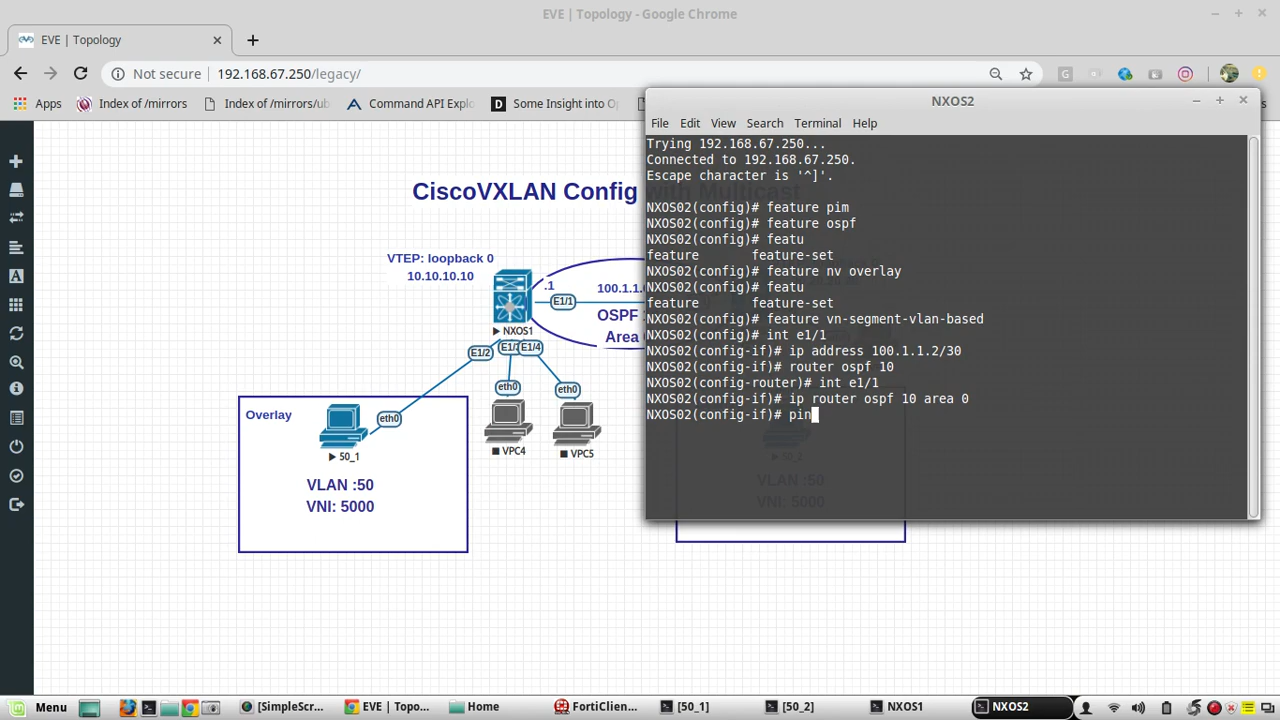 EVE | Topology - Google Chrome
EVE | Topology
Not secure
192.168.67.250/legacy/
Apps
Index of /mirrors/
Index of /mirrors/ub
Command API Explo
Some Insight into Op
NXOS2
File Edit View Search Terminal Help
Trying 192.168.67.250...
Connected to 192.168.67.250.
Escape character is '^]'.
NXOS02(config)# feature pim
NXOS02(config)# feature ospf
NXOS02(config)# featu
feature feature-set
NXOS02(config)# feature nv overlay
NXOS02(config)# featu
feature feature-set
NXOS02(config)# feature vn-segment-vlan-based
NXOS02(config)# int e1/1
NXOS02(config-if)# ip address 100.1.1.2/30
NXOS02(config-if)# router ospf 10
NXOS02(config-router)# int e1/1
NXOS02(config-if)# ip router ospf 10 area 0
NXOS02(config-if)# pin
CiscoVXLAN Config with Multicast
VTEP: loopback 0
10.10.10.10
.1
100.1.1.
E1/1
OSPF
Area
NXOS1
E1/2
E1/
E1/4
eth0
eth0
eth0
Overlay
50_1
VPC4
VPC5
VLAN :50
VNI: 5000
50_2
VLAN :50
VNI: 5000
Menu
[SimpleScr...
EVE | Topo...
Home
FortiClien...
[50_1]
[50_2]
NXOS1
NXOS2